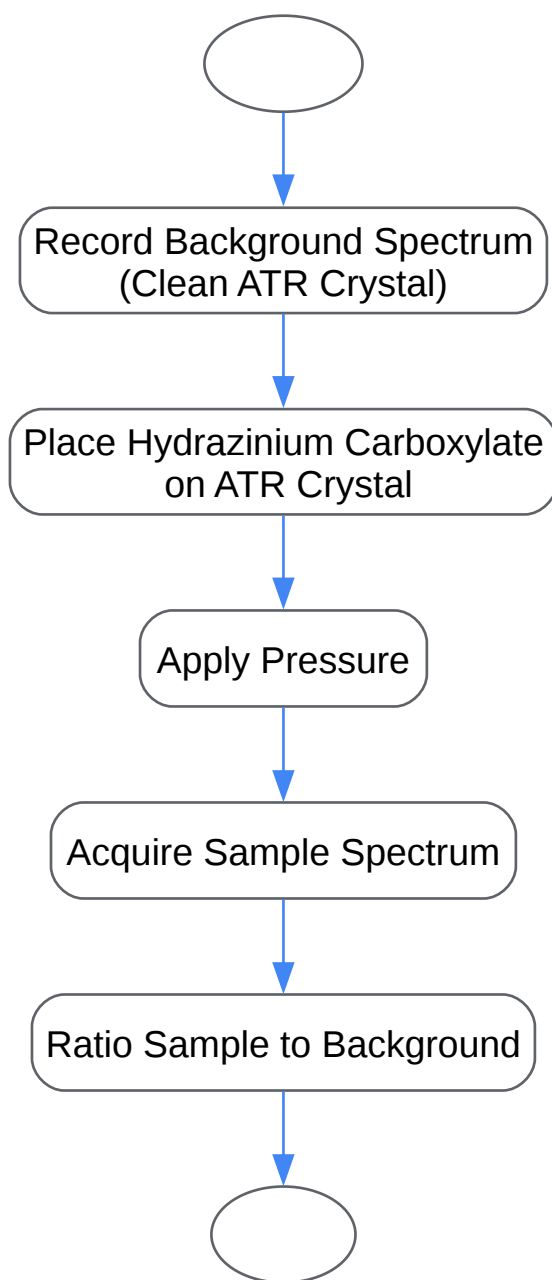 Record Background Spectrum
(Clean ATR Crystal)
Place Hydrazinium Carboxylate
on ATR Crystal
Apply Pressure
Acquire Sample Spectrum
Ratio Sample to Background